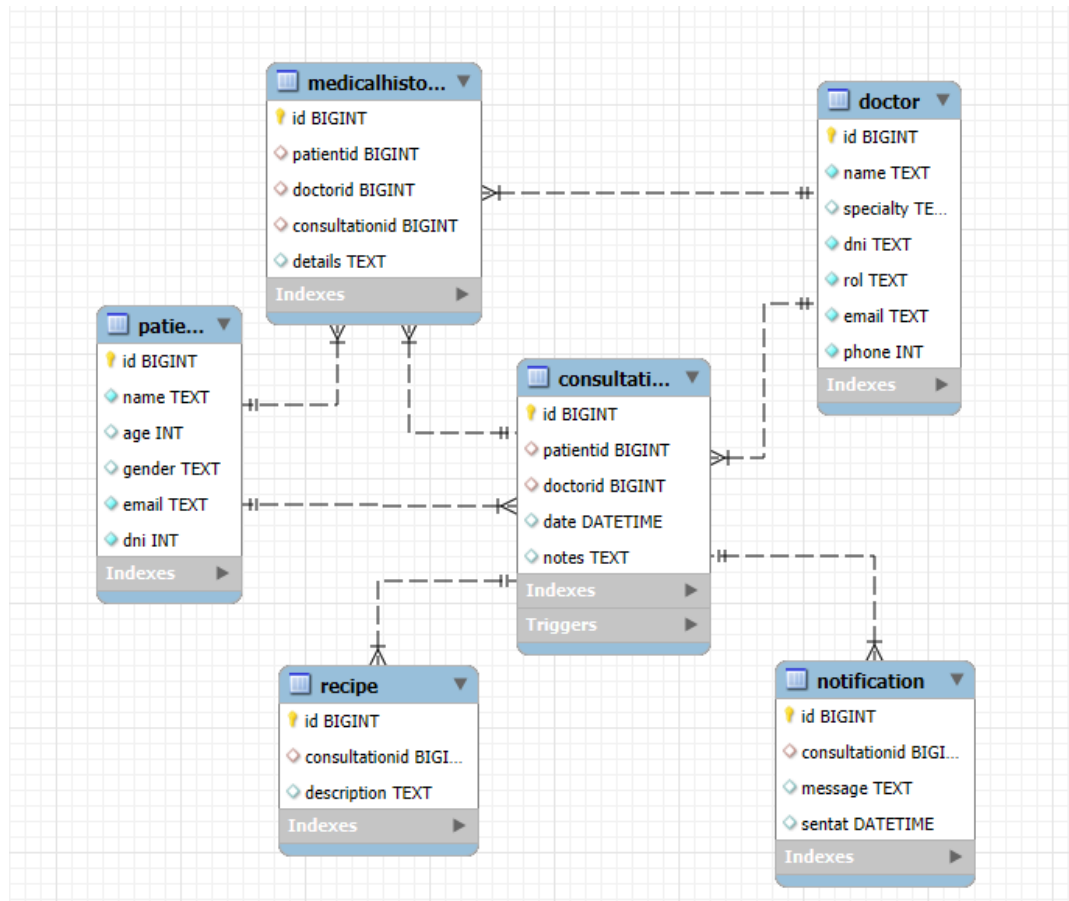 medicalhisto...
id BIGINT
patientid BIGINT
doctorid BIGINT
consultationid BIGINT
details TEXT
Indexes
doctor
id BIGINT
name TEXT
specialty TE...
dni TEXT
rol TEXT
email TEXT
phone INT
Indexes
patie...
id BIGINT
name TEXT
age INT
gender TEXT
email TEXT
dni INT
Indexes
consultati...
id BIGINT
patientid BIGINT
doctorid BIGINT
date DATETIME
notes TEXT
Indexes
Triggers
recipe
id BIGINT
consultationid BIGI...
description TEXT
Indexes
notification
id BIGINT
consultationid BIGI...
message TEXT
sentat DATETIME
Indexes